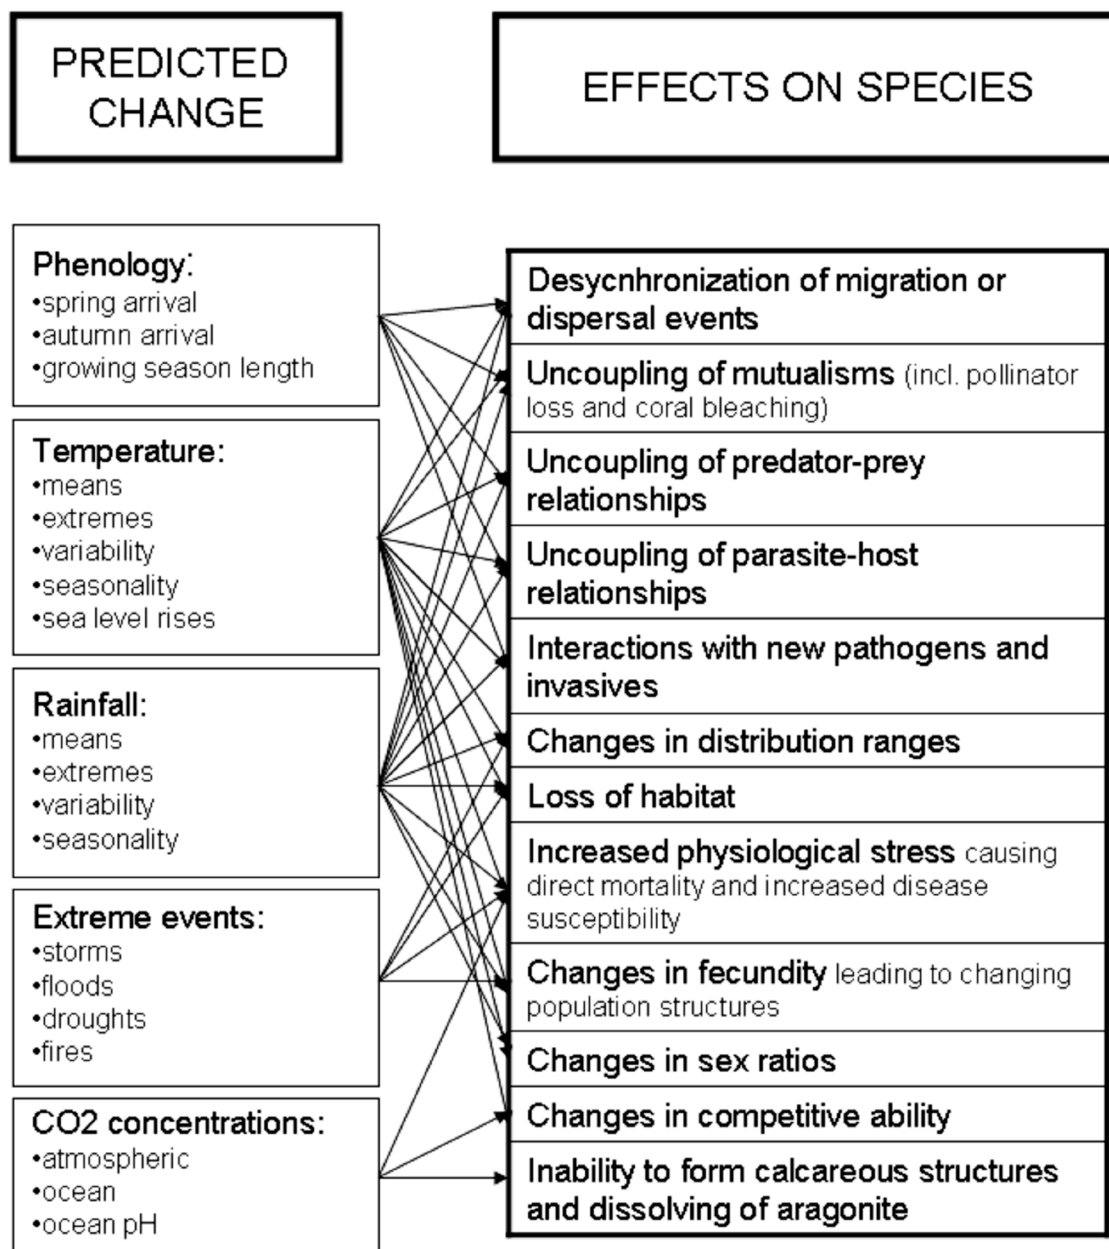 PREDICTED
CHANGE
EFFECTS ON SPECIES
Phenology:
•spring arrival
•autumn arrival
•growing season length
Temperature:
•means
•extremes
•variability
•seasonality
•sea level rises
Rainfall:
•means
•extremes
•variability
•seasonality
Extreme events:
•storms
•floods
•droughts
•fires
CO2 concentrations:
•atmospheric
•ocean
•ocean pH
Desycnhronization of migration or
dispersal events
Uncoupling of mutualisms (incl. pollinator
loss and coral bleaching)
Uncoupling of predator-prey
relationships
Uncoupling of parasite-host
relationships
Interactions with new pathogens and
invasives
Changes in distribution ranges
Loss of habitat
Increased physiological stress causing
direct mortality and increased disease
susceptibility
Changes in fecundity leading to changing
population structures
Changes in sex ratios
Changes in competitive ability
Inability to form calcareous structures
and dissolving of aragonite